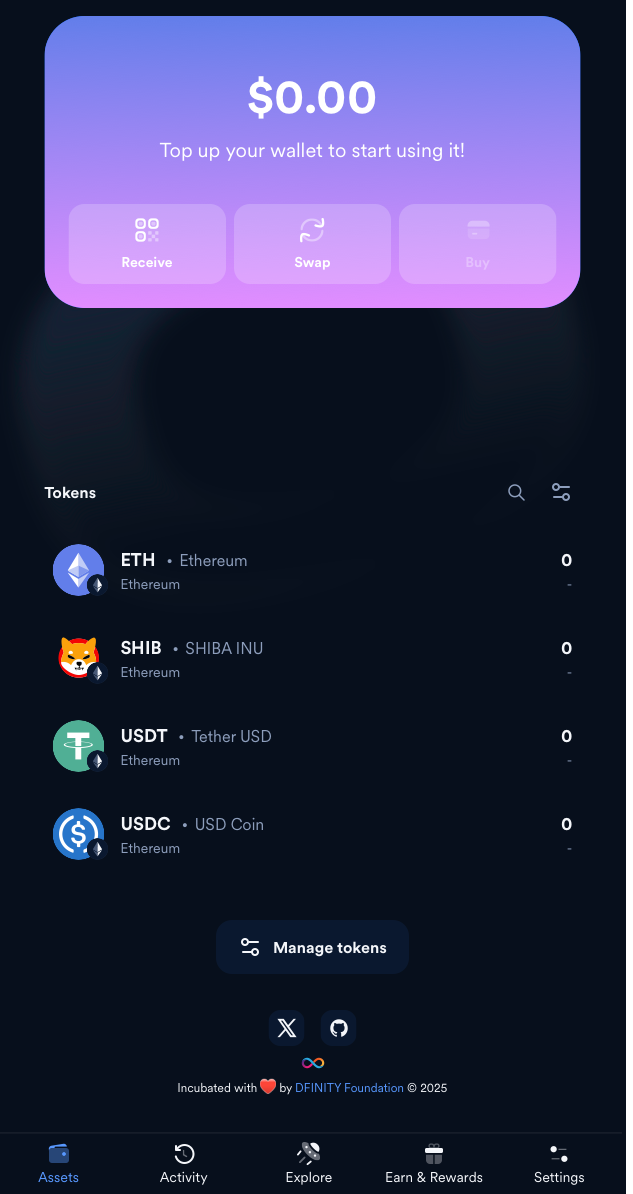 $0.00
Top up your wallet to start using it!
Receive Swap Buy
Tokens
ETH • Ethereum 0
Ethereum -
SHIB • SHIBA INU 0
Ethereum -
USDT • Tether USD 0
Ethereum -
USDC • USD Coin 0
Ethereum -
Manage tokens
Incubated with ❤️ by DFINITY Foundation © 2025
Assets Activity Explore Earn & Rewards Settings